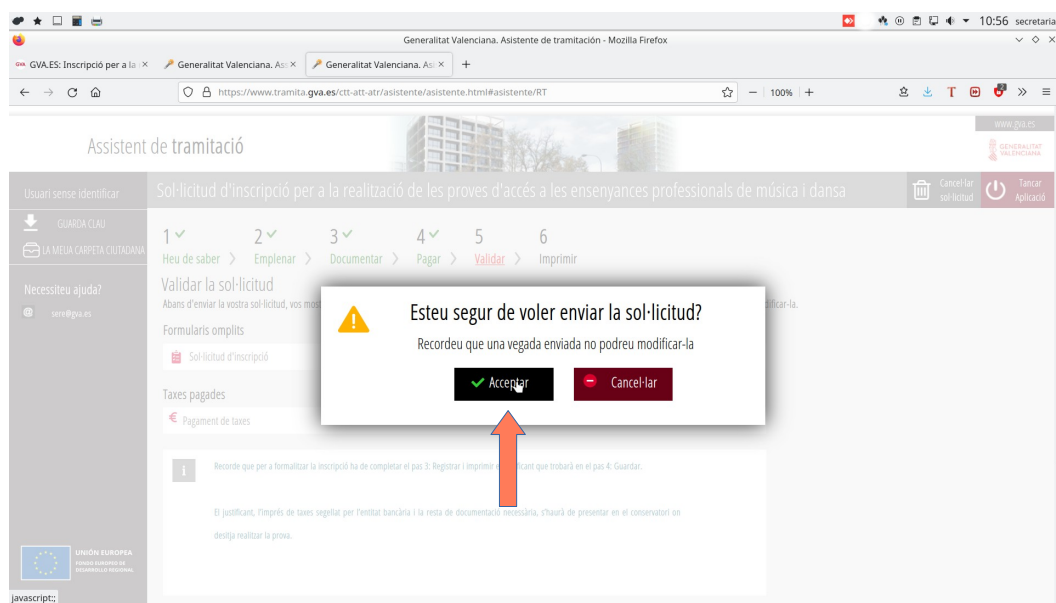 10:56 secretaria
Generalitat Valenciana. Asistente de tramitación - Mozilla Firefox
GVA.ES: Inscripció per a la
Generalitat Valenciana. As
Generalitat Valenciana. Asi
https://www.tramita.gva.es/ctt-att-atr/asistente/asistente.html#asistente/RT
100%
www.gva.es
Assistent de tramitació
GENERALITAT
VALENCIANA
Usuari sense identificar
Sol·licitud d'inscripció per a la realització de les proves d'accés a les ensenyances professionals de música i dansa
Cancel·lar
sol·licitud
Tancar
Aplicació
GUARDA CLAU
LA MEUA CARPETA CIUTADANA
1 2 3 4 5 6
Heu de saber Emplenar Documentar Pagar Validar Imprimir
Necessiteu ajuda?
sere@gva.es
Validar la sol·licitud
Abans d'enviar la vostra sol·licitud, vos
Formularis omplits
Sol·licitud d'inscripció
Taxes pagades
Pagament de taxes
Esteu segur de voler enviar la sol·licitud?
Recordeu que una vegada enviada no podreu modificar-la
Acceptar
Cancel·lar
Recorde que per a formalitzar la inscripció ha de completar el pas 3: Registrar i imprimir que trobarà en el pas 4: Guardar.
El justificant, l'imprés de taxes segellat per l'entitat bancària i la resta de documentació necessària, s'haurà de presentar en el conservatori on
desitja realitzar la prova.
UNIÓN EUROPEA
FONDO EUROPEO DE
DESARROLLO REGIONAL
javascript:;